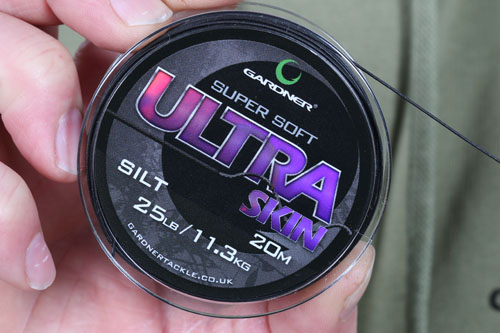 GARDNER®
SUPER SOFT
ULTRA
SKIN
SILT
25LB/11.3KG
20M
GARDNERTACKLE.CO.UK